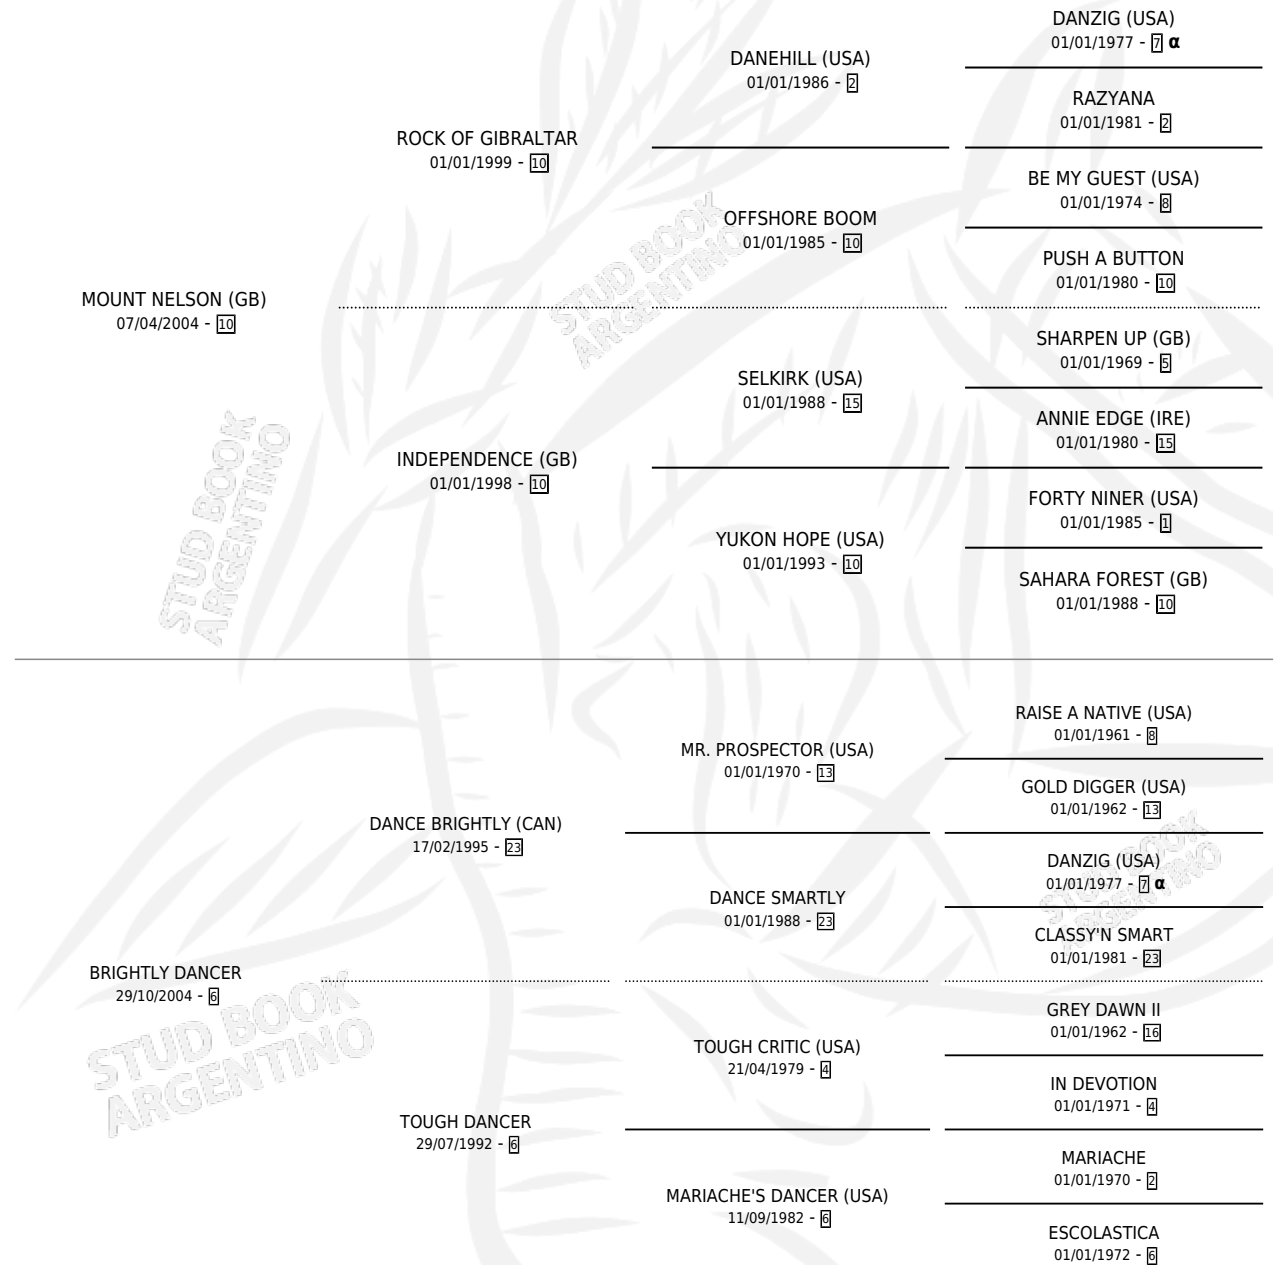 DANZIG (USA)
01/01/1977 - 7 α
DANEHILL (USA)
01/01/1986 - 2
RAZYANA
01/01/1981 - 2
ROCK OF GIBRALTAR
01/01/1999 - 10
BE MY GUEST (USA)
01/01/1974 - 8
OFFSHORE BOOM
01/01/1985 - 10
PUSH A BUTTON
01/01/1980 - 10
MOUNT NELSON (GB)
07/04/2004 - 10
SHARPEN UP (GB)
01/01/1969 - 5
SELKIRK (USA)
01/01/1988 - 15
ANNIE EDGE (IRE)
01/01/1980 - 15
INDEPENDENCE (GB)
01/01/1998 - 10
FORTY NINER (USA)
01/01/1985 - 1
YUKON HOPE (USA)
01/01/1993 - 10
SAHARA FOREST (GB)
01/01/1988 - 10
RAISE A NATIVE (USA)
01/01/1961 - 8
MR. PROSPECTOR (USA)
01/01/1970 - 13
GOLD DIGGER (USA)
01/01/1962 - 13
DANCE BRIGHTLY (CAN)
17/02/1995 - 23
DANZIG (USA)
01/01/1977 - 7 α
DANCE SMARTLY
01/01/1988 - 23
CLASSY'N SMART
01/01/1981 - 23
BRIGHTLY DANCER
29/10/2004 - 6
GREY DAWN II
01/01/1962 - 16
TOUGH CRITIC (USA)
21/04/1979 - 4
IN DEVOTION
01/01/1971 - 4
TOUGH DANCER
29/07/1992 - 6
MARIACHE
01/01/1970 - 2
MARIACHE'S DANCER (USA)
11/09/1982 - 6
ESCOLASTICA
01/01/1972 - 6
STUD BOOK
ARGENTINO
STUD BOOK
ARGENTINO
STUD BOOK
ARGENTINO
STUD BOOK
ARGENTINO